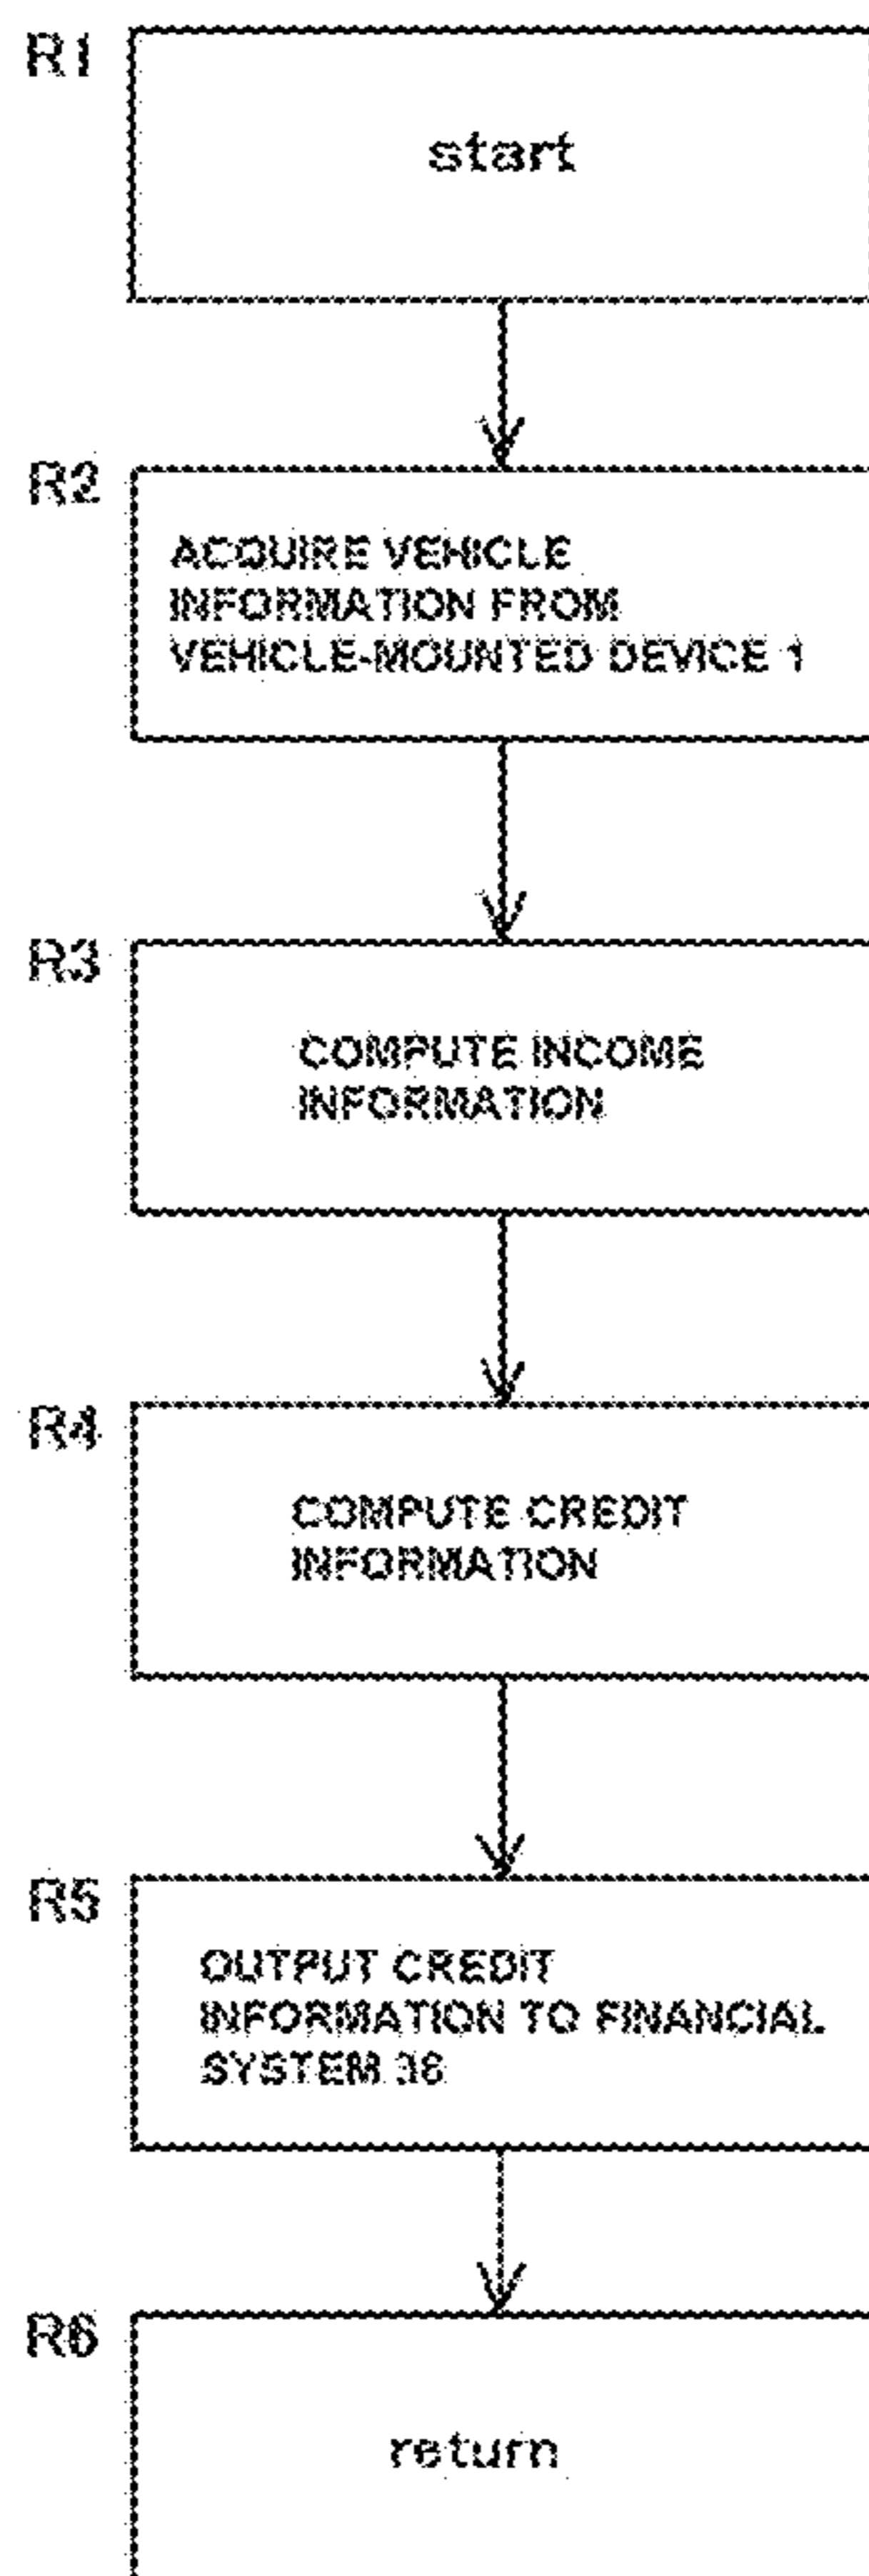 R1
start
R2
ACQUIRE VEHICLE
INFORMATION FROM
VEHICLE-MOUNTED DEVICE 1
R3
COMPUTE INCOME
INFORMATION
R4
COMPUTE CREDIT
INFORMATION
R5
OUTPUT CREDIT
INFORMATION TO FINANCIAL
SYSTEM
R6
return